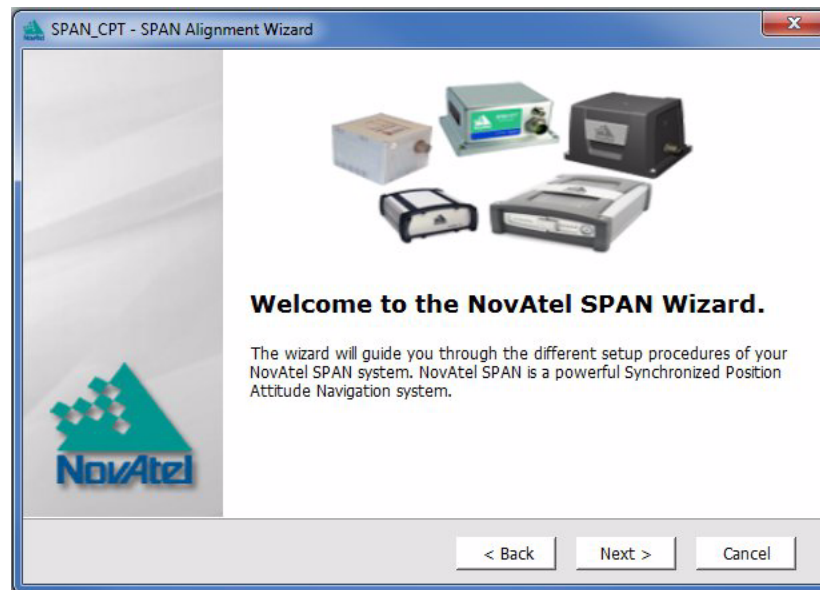 SPAN_CPT - SPAN Alignment Wizard
Welcome to the NovAtel SPAN Wizard.
The wizard will guide you through the different setup procedures of your
NovAtel SPAN system. NovAtel SPAN is a powerful Synchronized Position
Attitude Navigation system.
NovAtel
< Back
Next >
Cancel